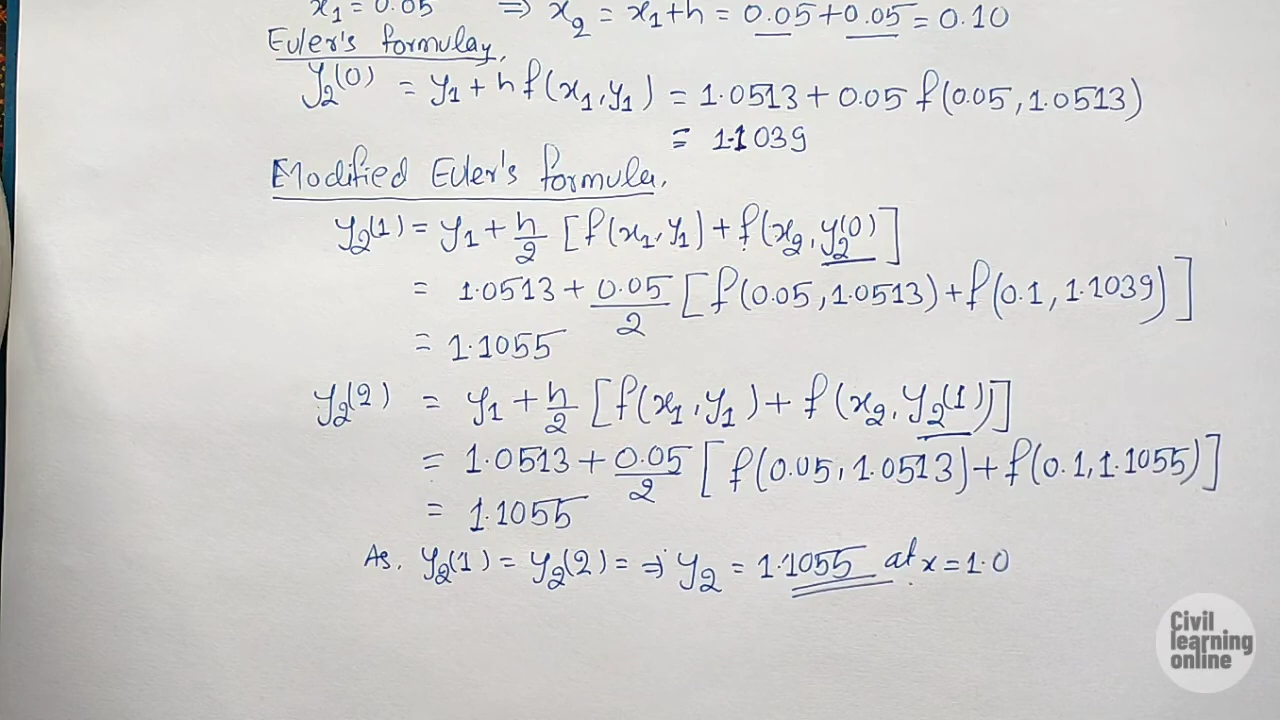 x₁ = 0.05 ⇒ x₂ = x₁+h = 0.05+0.05 = 0.10
Euler's formula,
y₂(0) = y₁ + h f(x₁,y₁) = 1.0513 + 0.05 f(0.05, 1.0513)
= 1.1039
Modified Euler's formula,
y₂(1) = y₁ + h/2 [f(x₁,y₁) + f(x₂, y₂(0)]
= 1.0513 + 0.05/2 [f(0.05, 1.0513) + f(0.1, 1.1039)]
= 1.1055
y₂(2) = y₁ + h/2 [f(x₁,y₁) + f(x₂, y₂(1))]
= 1.0513 + 0.05/2 [f(0.05, 1.0513) + f(0.1, 1.1055)]
= 1.1055
As, y₂(1) = y₂(2) = ⇒ y₂ = 1.1055 at x = 1.0
Civil
learning
online